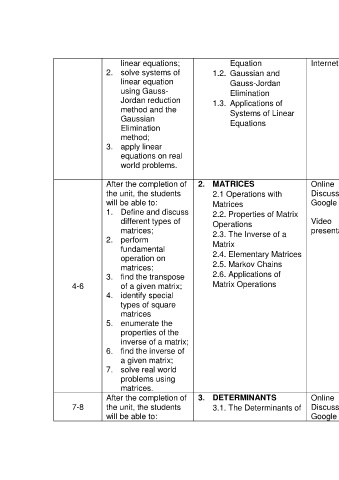 linear equations;
2. solve systems of
linear equation
using Gauss-
Jordan reduction
method and the
Gaussian
Elimination
method;
3. apply linear
equations on real
world problems.
Equation
1.2. Gaussian and
Gauss-Jordan
Elimination
1.3. Applications of
Systems of Linear
Equations
Internet
4-6
After the completion of
the unit, the students
will be able to:
1. Define and discuss
different types of
matrices;
2. perform
fundamental
operation on
matrices;
3. find the transpose
of a given matrix;
4. identify special
types of square
matrices
5. enumerate the
properties of the
inverse of a matrix;
6. find the inverse of
a given matrix;
7. solve real world
problems using
matrices.
2. MATRICES
2.1 Operations with
Matrices
2.2. Properties of Matrix
Operations
2.3. The Inverse of a
Matrix
2.4. Elementary Matrices
2.5. Markov Chains
2.6. Applications of
Matrix Operations
Online
Discuss
Google
Video
presenta
7-8
After the completion of
the unit, the students
will be able to:
3. DETERMINANTS
3.1. The Determinants of
Online
Discuss
Google